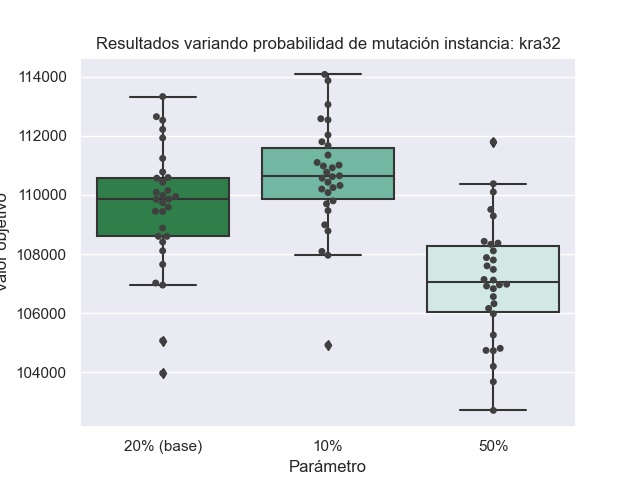 Resultados variando probabilidad de mutación instancia: kra32
114000
112000
110000
108000
106000
104000
valor objetivo
20% (base)
10%
50%
Parámetro